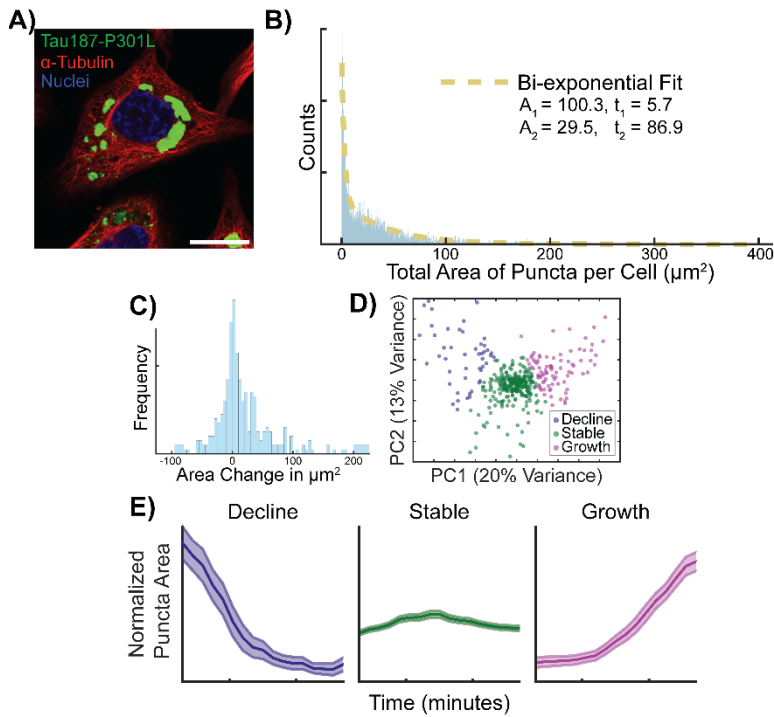 A)
Tau187-P301L
α-Tubulin
Nuclei
B)
Counts
Bi-exponential Fit
A1 = 100.3, t1 = 5.7
A2 = 29.5, t2 = 86.9
0 100 200 300 400
Total Area of Puncta per Cell (µm²)
C)
Frequency
-100 0 100 200
Area Change in µm²
D)
PC2 (13% Variance)
Decline
Stable
Growth
PC1 (20% Variance)
E)
Decline Stable Growth
Normalized
Puncta Area
Time (minutes)